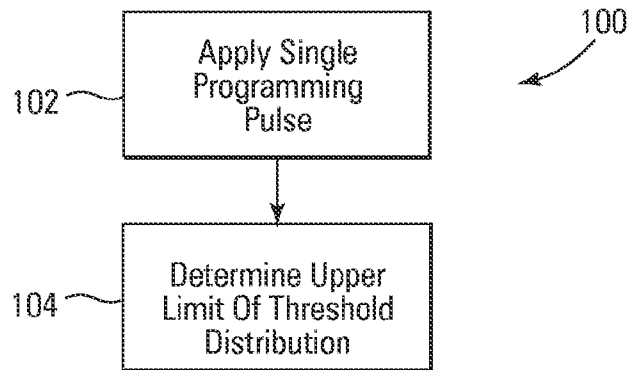 100
102
Apply Single
Programming
Pulse
104
Determine Upper
Limit Of Threshold
Distribution